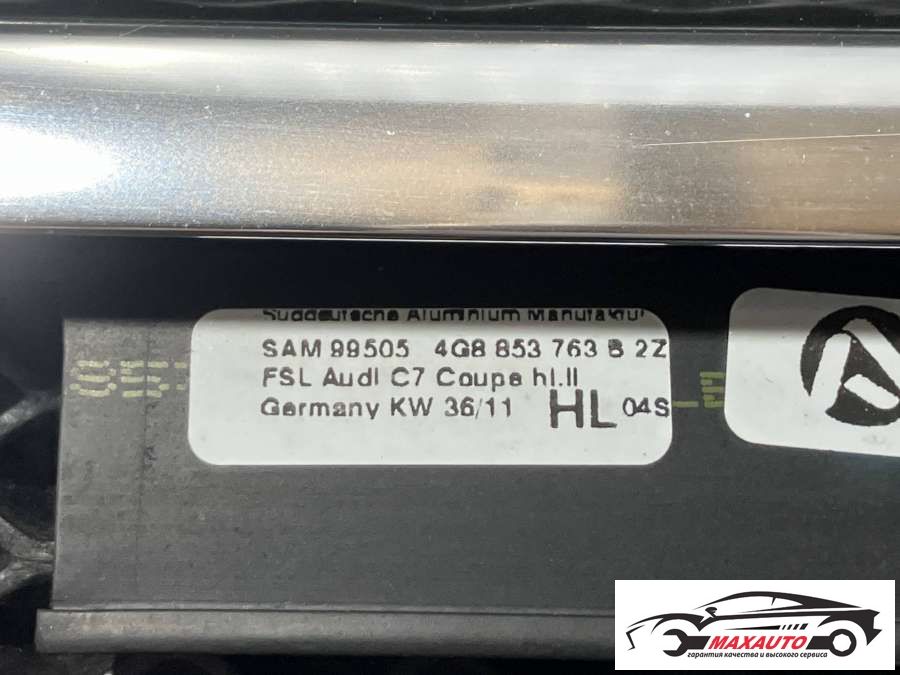 Süddeutsche Aluminium Manufaktur
SAM 99505 4G8 853 763 B 2Z
FSL Audi C7 Coupe hl.li
Germany KW 36/11 HL 04S
MAXAUTO
гарантия качества и высокого сервиса